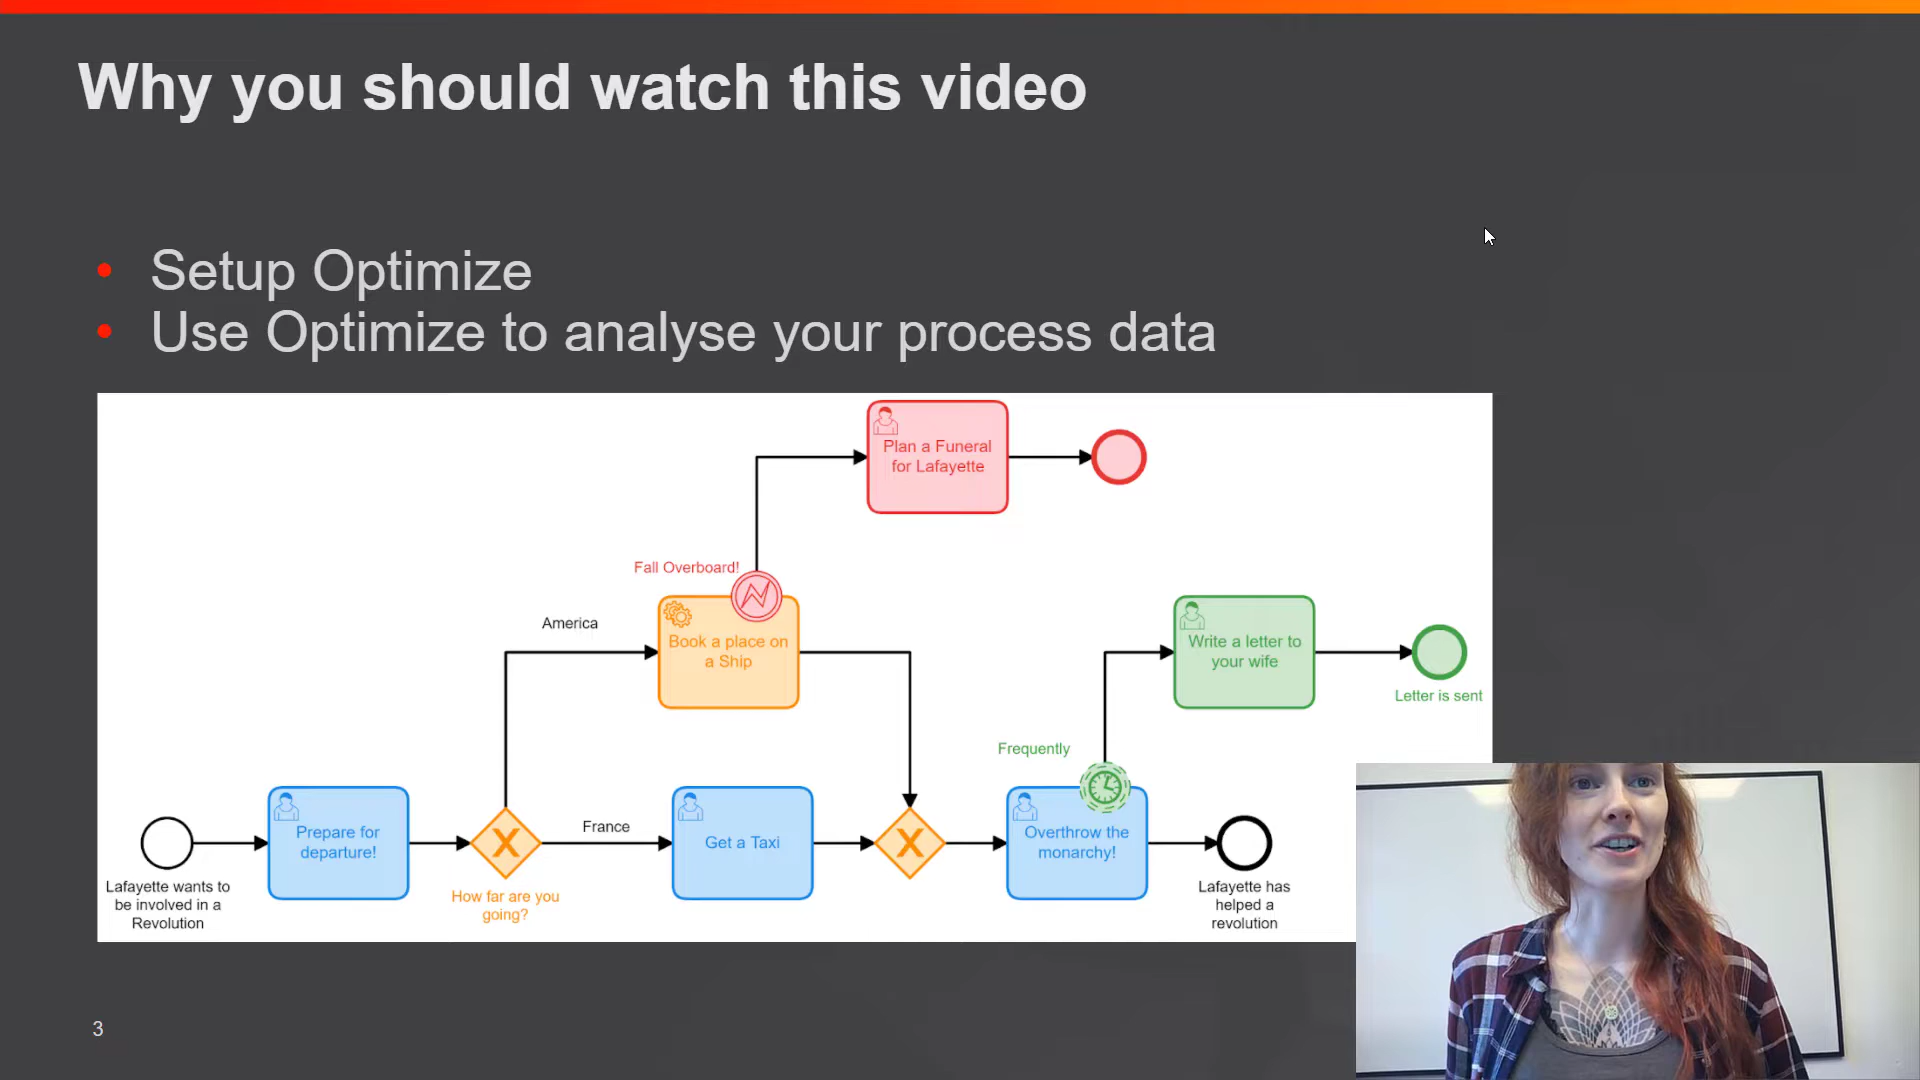 Why you should watch this video
• Setup Optimize
• Use Optimize to analyse your process data
Plan a Funeral
for Lafayette
Fall Overboard!
America
Book a place on
a Ship
Write a letter to
your wife
Letter is sent
Frequently
Prepare for
departure!
France
Get a Taxi
Overthrow the
monarchy!
Lafayette wants to
be involved in a
Revolution
How far are you
going?
Lafayette has
helped a
revolution
3